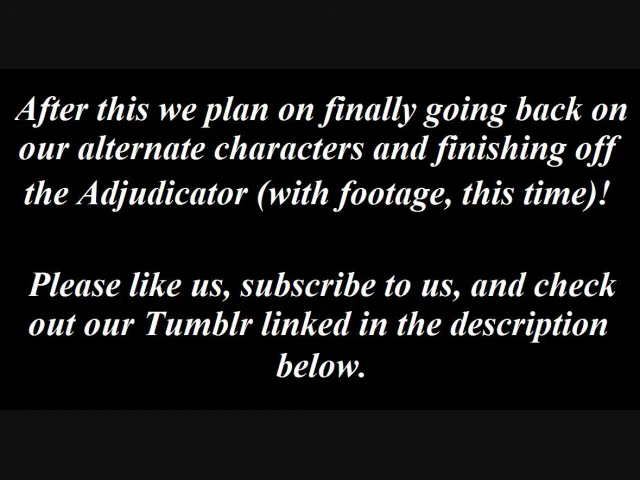 After this we plan on finally going back on
our alternate characters and finishing off
the Adjudicator (with footage, this time)!
Please like us, subscribe to us, and check
out our Tumblr linked in the description
below.